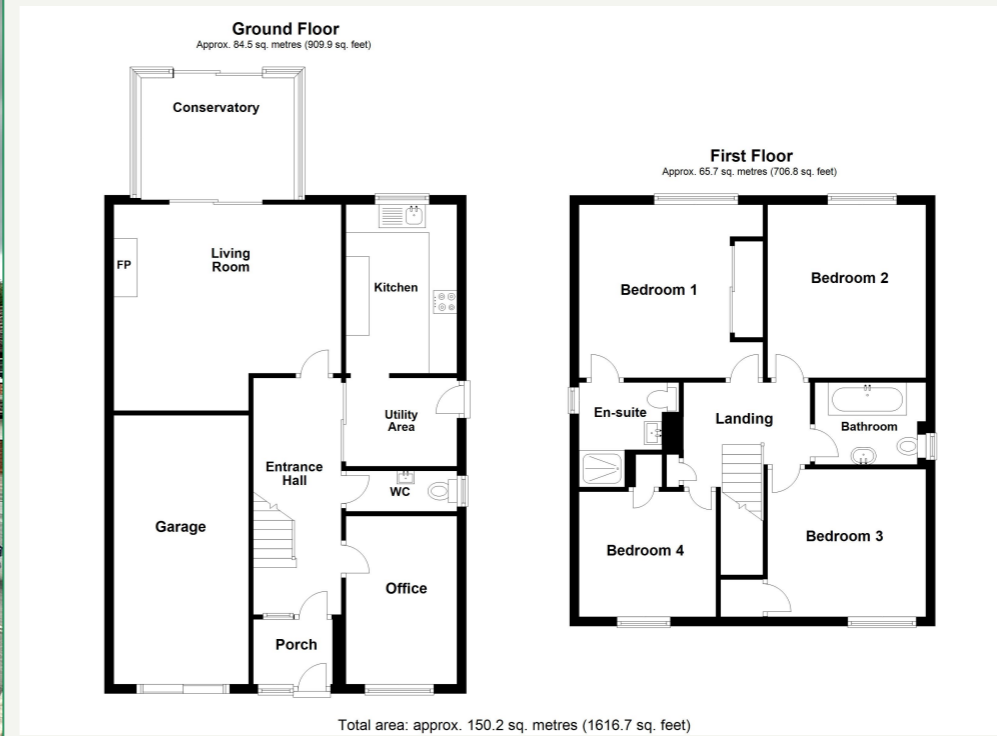 Ground Floor
Approx. 84.5 sq. metres (909.9 sq. feet)
Conservatory
Living
Room
FP
Kitchen
Utility
Area
Entrance
Hall
WC
Garage
Office
Porch
First Floor
Approx. 65.7 sq. metres (706.8 sq. feet)
Bedroom 1
Bedroom 2
En-suite
Landing
Bathroom
Bedroom 4
Bedroom 3
Total area: approx. 150.2 sq. metres (1616.7 sq. feet)